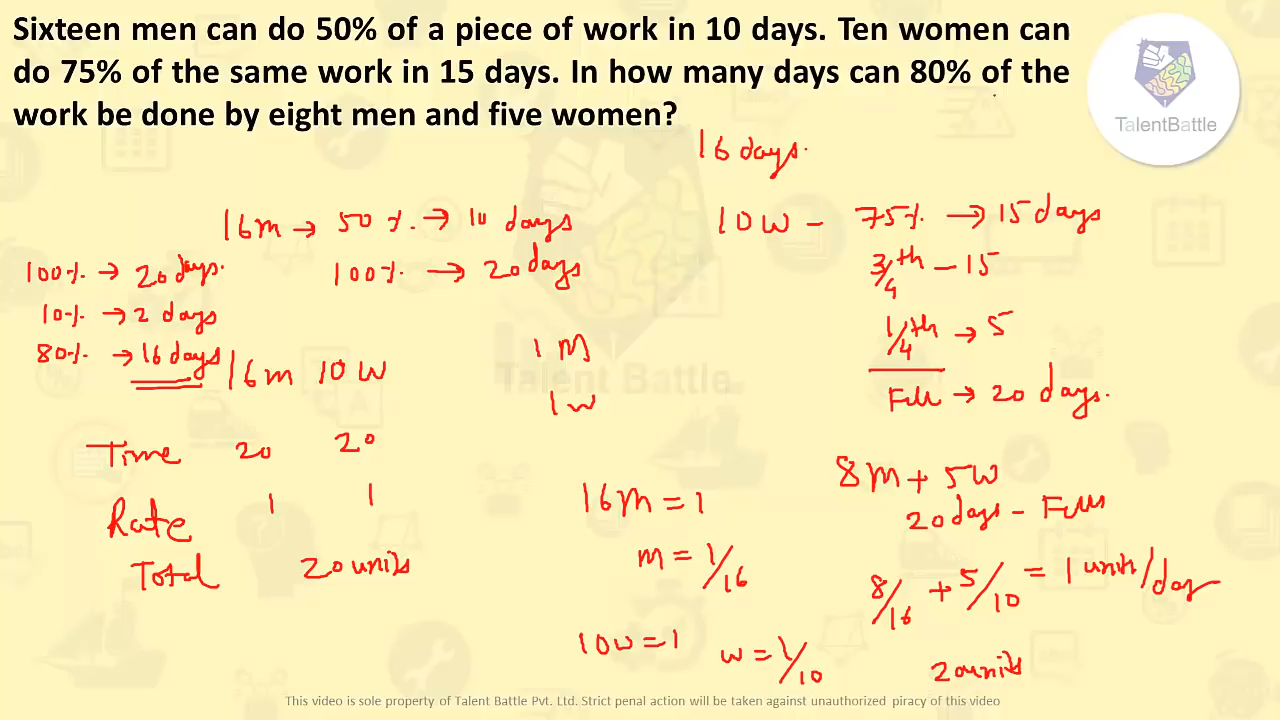 Sixteen men can do 50% of a piece of work in 10 days. Ten women can
do 75% of the same work in 15 days. In how many days can 80% of the
work be done by eight men and five women?
TalentBattle
16 days.
16m → 50% → 10 days
100% → 20 days
100% → 20 days.
10% → 2 days
80% → 16 days
16m 10W
Time 20 20
Rate 1 1
Total 20 units
1 M
1 W
Talent Battle
16m = 1
m = 1/16
10w = 1 w = 1/10
10W - 75% → 15 days
3/4th - 15
1/4th → 5
Full → 20 days.
8m + 5w
20 days - Full
8/16 + 5/10 = 1 unit/day
20 units
This video is sole property of Talent Battle Pvt. Ltd. Strict penal action will be taken against unauthorized piracy of this video